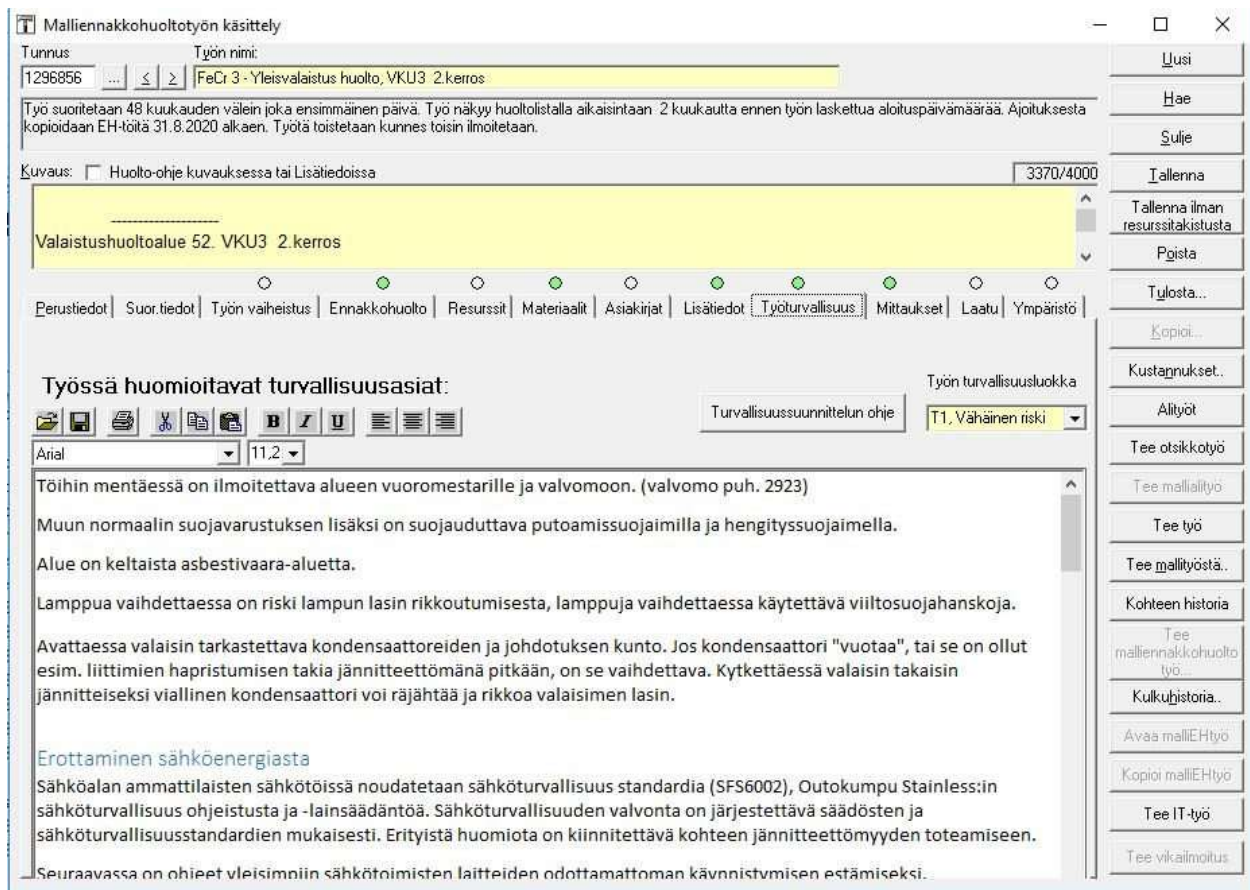 Malliennakkohuoltotyön käsittely
Tunnus
Työn nimi:
1296856 ... < > FeCr 3 - Yleisvalaistus huolto, VKU3 2.kerros
Työ suoritetaan 48 kuukauden välein joka ensimmäinen päivä. Työ näkyy huoltolistalla aikaisintaan 2 kuukautta ennen työn laskettua aloituspäivämäärää. Ajoituksesta
kopioidaan EH-töitä 31.8.2020 alkaen. Työtä toistetaan kunnes toisin ilmoitetaan.
Kuvaus: Huolto-ohje kuvauksessa tai Lisätiedoissa 3370/4000
--------------------
Valaistushuoltoalue 52. VKU3 2.kerros
Perustiedot Suor.tiedot Työn vaiheistus Ennakkohuolto Resurssit Materiaalit Asiakirjat Lisätiedot Työturvallisuus Mittaukset Laatu Ympäristö
Työssä huomioitavat turvallisuusasiat:
Turvallisuussuunnittelun ohje
Työn turvallisuusluokka
T1, Vähäinen riski
B I U
Arial 11,2
Töihin mentäessä on ilmoitettava alueen vuoromestarille ja valvomoon. (valvomo puh. 2923)
Muun normaalin suojavarustuksen lisäksi on suojauduttava putoamissuojaimilla ja hengityssuojaimella.
Alue on keltaista asbestivaara-aluetta.
Lamppua vaihdettaessa on riski lampun lasin rikkoutumisesta, lamppuja vaihdettaessa käytettävä viiltosuojahanskoja.
Avattaessa valaisin tarkastettava kondensaattoreiden ja johdotuksen kunto. Jos kondensaattori "vuotaa", tai se on ollut
esim. liittimien hapristumisen takia jännitteettömänä pitkään, on se vaihdettava. Kytkettäessä valaisin takaisin
jännitteiseksi viallinen kondensaattori voi räjähtää ja rikkoa valaisimen lasin.
Erottaminen sähköenergiasta
Sähköalan ammattilaisten sähkötöissä noudatetaan sähköturvallisuus standardia (SFS6002), Outokumpu Stainless:in
sähköturvallisuus ohjeistusta ja -lainsäädäntöä. Sähköturvallisuuden valvonta on järjestettävä säädösten ja
sähköturvallisuusstandardien mukaisesti. Erityistä huomiota on kiinnitettävä kohteen jännitteettömyyden toteamiseen.
Seuraavassa on ohjeet yleisimpiin sähkötoimisten laitteiden odottamattoman käynnistymisen estämiseksi.
Uusi
Hae
Sulje
Tallenna
Tallenna ilman
resurssitakistusta
Poista
Tulosta...
Kopioi...
Kustannukset..
Alityöt
Tee otsikkotyö
Tee mallialityö
Tee työ
Tee mallityöstä..
Kohteen historia
Tee
malliennakkohuolto
työ...
Kulkuhistoria..
Avaa malliEHtyö
Kopioi malliEHtyö
Tee IT-työ
Tee vikailmoitus